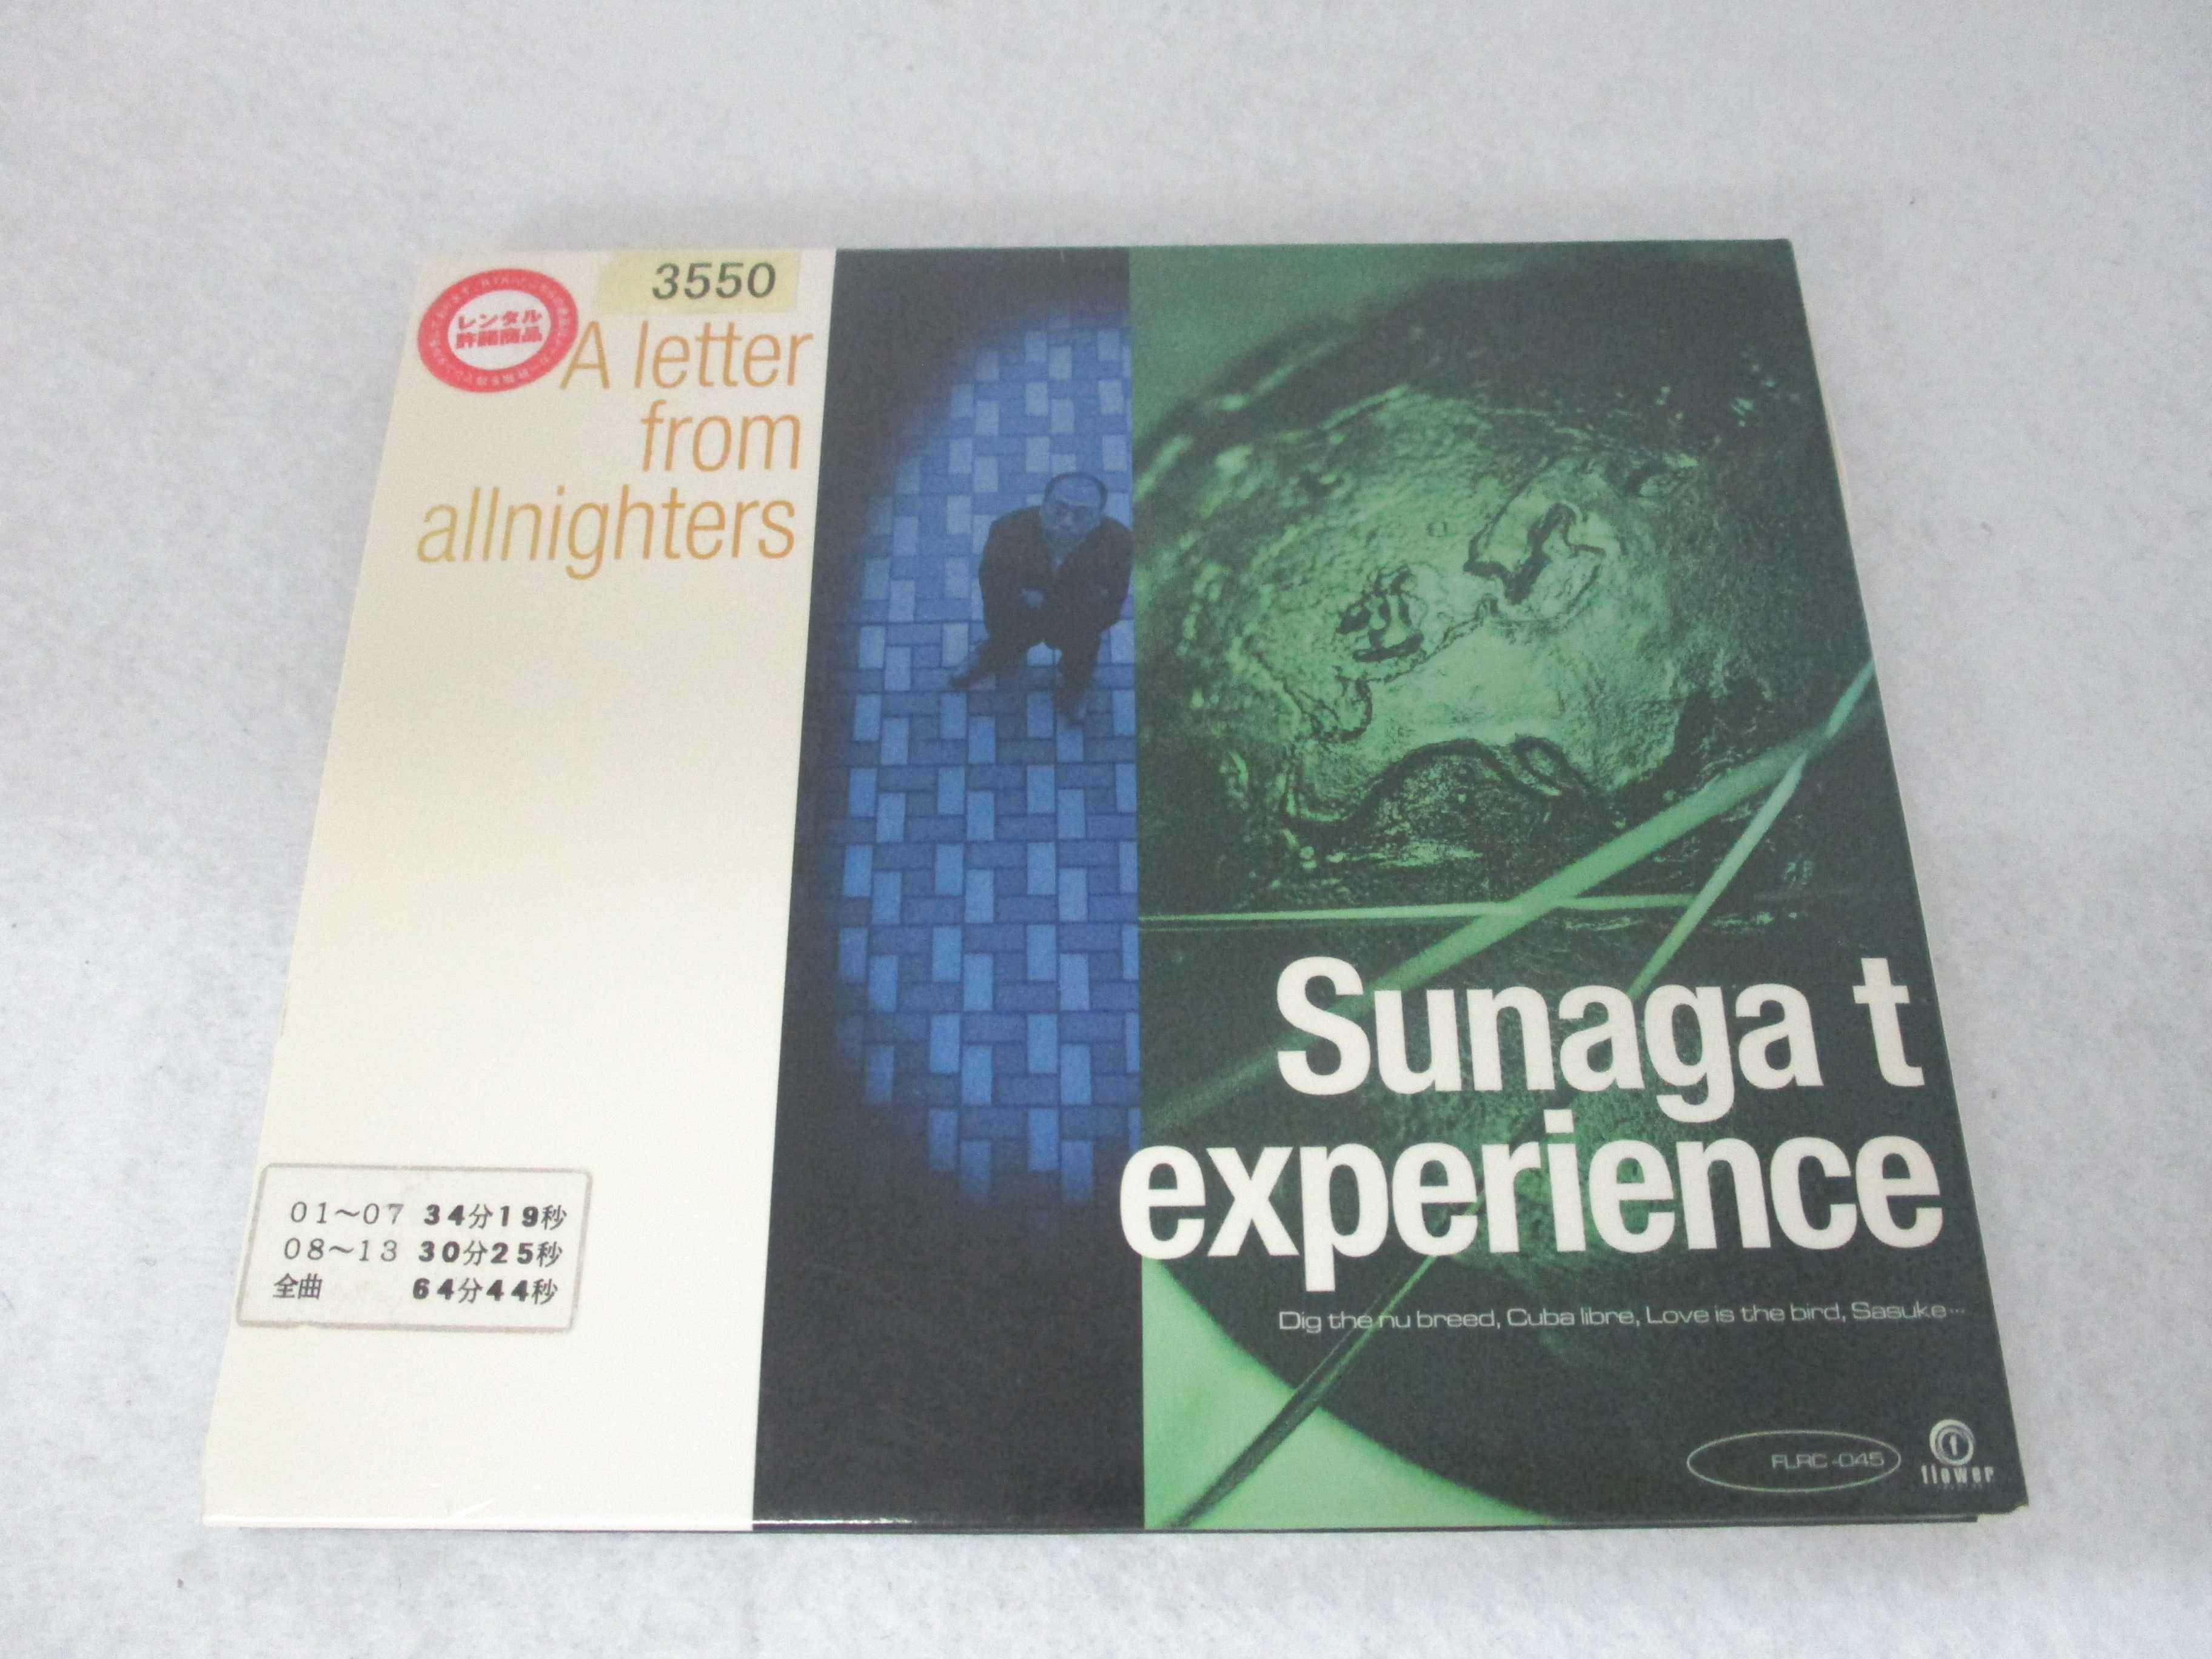 3550
レンタル
許諾商品
A letter
from
allnighters
Sunaga t
experience
Dig the nu breed, Cuba libre, Love is the bird, Sasuke…
01〜07 34分19秒
08〜13 30分25秒
全曲 64分44秒
FLRC-045
flower